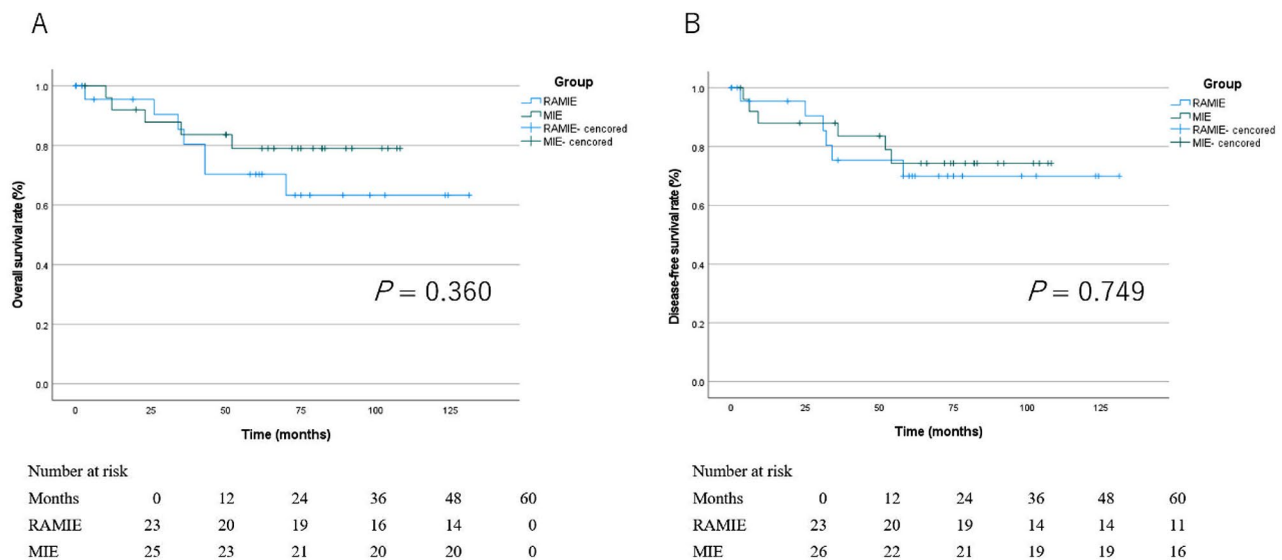 A
Overall survival rate (%)
1.0
0.8
0.6
0.4
0.2
0.0
0 25 50 75 100 125
Time (months)
Group
RAMIE
MIE
RAMIE- cencored
MIE- cencored
P = 0.360
Number at risk
Months 0 12 24 36 48 60
RAMIE 23 20 19 16 14 0
MIE 25 23 21 20 20 0
B
Disease-free survival rate (%)
1.0
0.8
0.6
0.4
0.2
0.0
0 25 50 75 100 125
Time (months)
Group
RAMIE
MIE
RAMIE- cencored
MIE- cencored
P = 0.749
Number at risk
Months 0 12 24 36 48 60
RAMIE 23 20 19 14 14 11
MIE 26 22 21 19 19 16